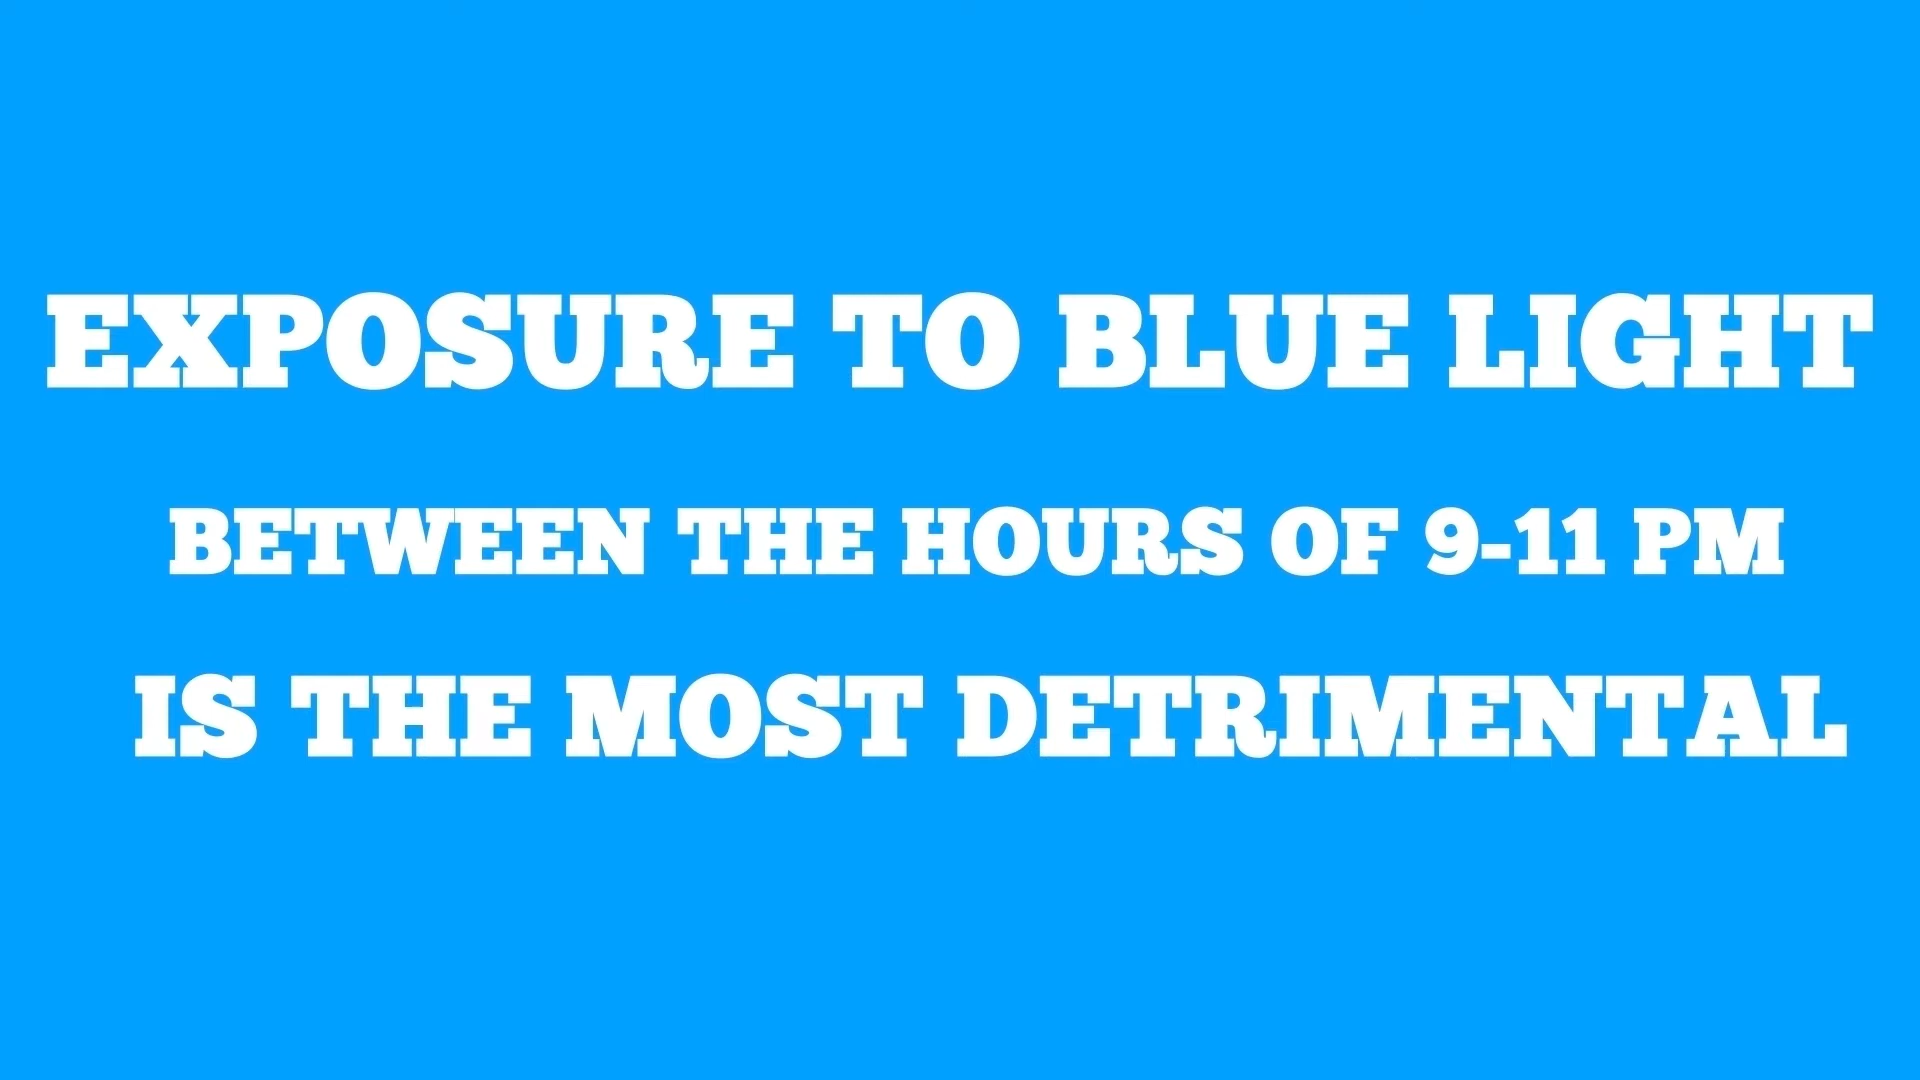 EXPOSURE TO BLUE LIGHT
BETWEEN THE HOURS OF 9-11 PM
IS THE MOST DETRIMENTAL